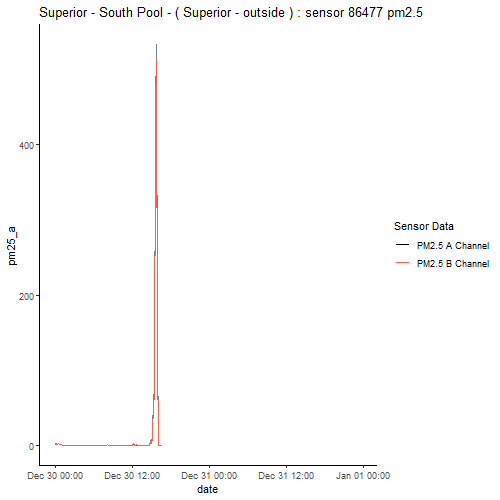 Superior - South Pool - ( Superior - outside ) : sensor 86477 pm2.5
400
200
0
pm25_a
Dec 30 00:00
Dec 30 12:00
Dec 31 00:00
Dec 31 12:00
Jan 01 00:00
date
Sensor Data
PM2.5 A Channel
PM2.5 B Channel